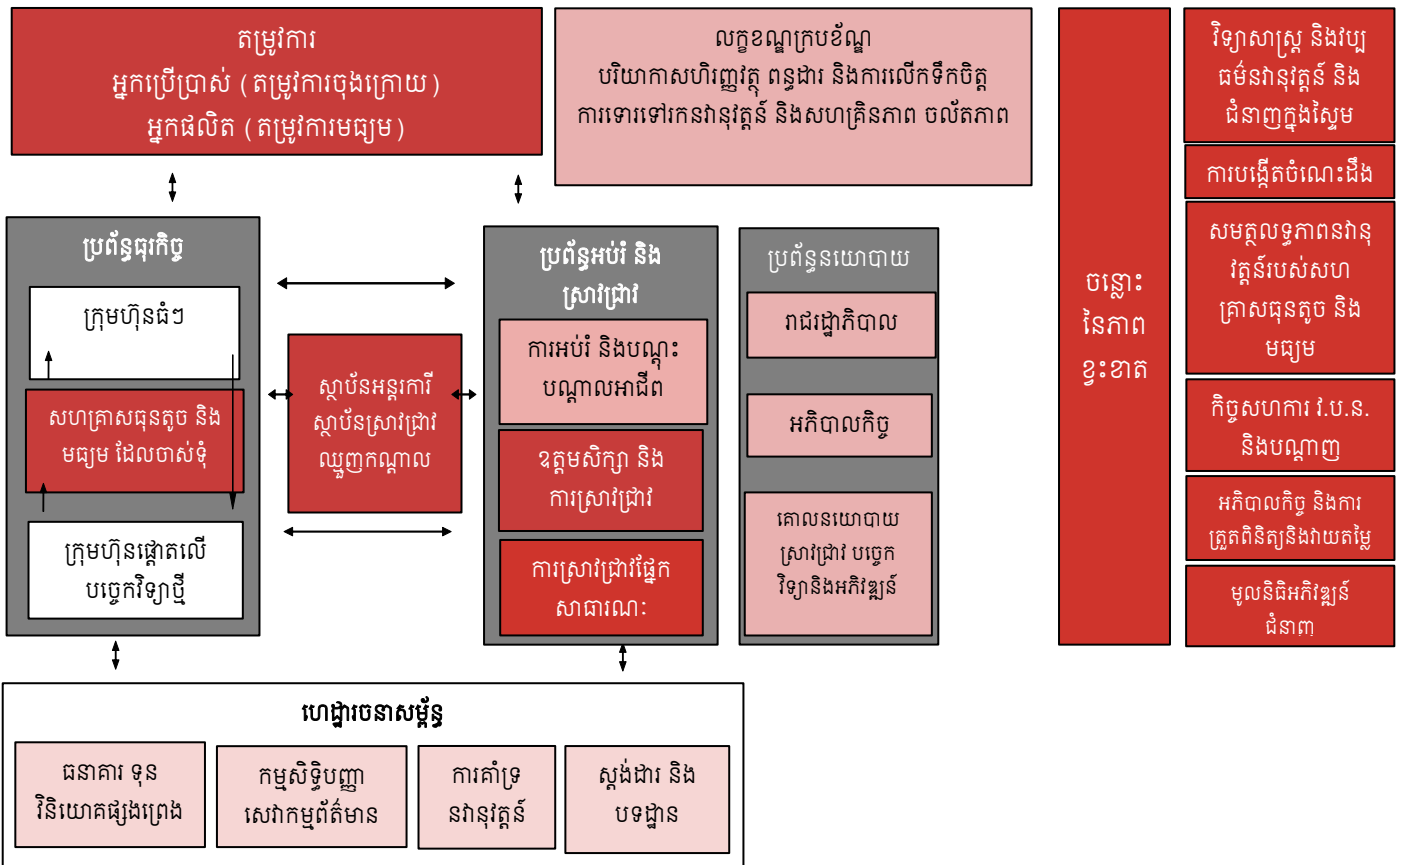 តម្រូវការ
អ្នកប្រើប្រាស់ (តម្រូវការចុងក្រោយ)
អ្នកផលិត (តម្រូវការមធ្យម)
លក្ខខណ្ឌក្របខ័ណ្ឌ
បរិយាកាសហិរញ្ញវត្ថុ ពន្ធដារ និងការលើកទឹកចិត្ត
ការទោរទៅរកនវានុវត្តន៍ និងសហគ្រិនភាព ចល័តភាព
ប្រព័ន្ធធុរកិច្ច
ក្រុមហ៊ុនធំៗ
សហគ្រាសធុនតូច និង
មធ្យម ដែលចាស់ទុំ
ក្រុមហ៊ុនផ្តោតលើ
បច្ចេកវិទ្យាថ្មី
ស្ថាប័នអន្តរការី
ស្ថាប័នស្រាវជ្រាវ
ឈ្មួញកណ្តាល
ប្រព័ន្ធអប់រំ និង
ស្រាវជ្រាវ
ការអប់រំ និងបណ្តុះ
បណ្តាលអាជីព
ឧត្តមសិក្សា និង
ការស្រាវជ្រាវ
ការស្រាវជ្រាវផ្នែក
សាធារណៈ
ប្រព័ន្ធនយោបាយ
រាជរដ្ឋាភិបាល
អភិបាលកិច្ច
គោលនយោបាយ
ស្រាវជ្រាវ បច្ចេក
វិទ្យានិងអភិវឌ្ឍន៍
ហេដ្ឋារចនាសម្ព័ន្ធ
ធនាគារ ទុន
វិនិយោគផ្សងព្រេង
កម្មសិទ្ធិបញ្ញា
សេវាកម្មព័ត៌មាន
ការគាំទ្រ
នវានុវត្តន៍
ស្តង់ដារ និង
បទដ្ឋាន
ចន្លោះ
នៃភាព
ខ្វះខាត
វិទ្យាសាស្ត្រ និងវប្ប
ធម៌នវានុវត្តន៍ និង
ជំនាញក្នុងស្ទែម
ការបង្កើតចំណេះដឹង
សមត្ថលទ្ធភាពនវានុ
វត្តន៍របស់សហ
គ្រាសធុនតូច និង
មធ្យម
កិច្ចសហការ វ.ប.ន.
និងបណ្តាញ
អភិបាលកិច្ច និងការ
ត្រួតពិនិត្យនិងវាយតម្លៃ
មូលនិធិអភិវឌ្ឍន៍
ជំនាញ